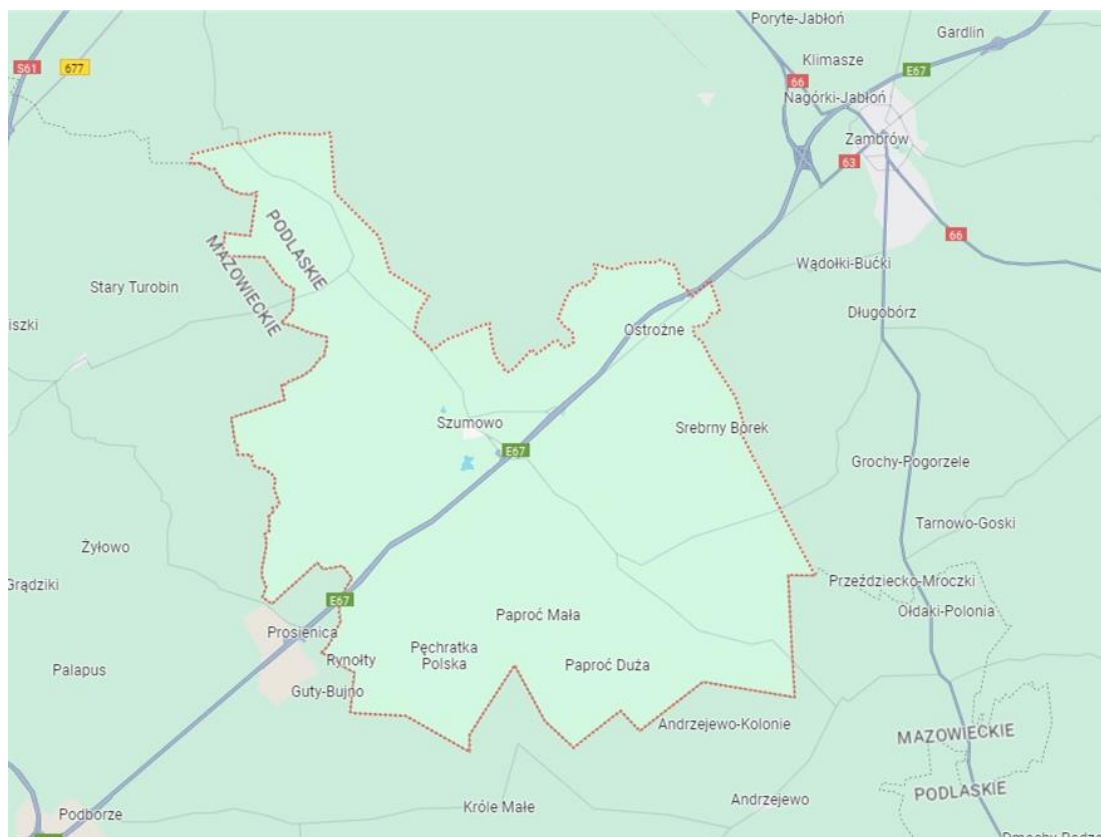 Poryte-Jabłoń
Gardlin
Klimasze
S61
677
E67
66
Nagórki-Jabłoń
Zambrów
63
PODLASKIE
MAZOWIECKIE
66
Wądołki-Bućki
Stary Turobin
Długobórz
iszki
Ostrożne
Szumowo
Srebrny Borek
E67
Grochy-Pogorzele
Tarnowo-Goski
Żyłowo
Grądziki
Przeździecko-Mroczki
E67
Ołdaki-Polonia
Paproć Mała
Prosienica
Pęchratka
Polska
Rynołty
Paproć Duża
Palapus
Guty-Bujno
Andrzejewo-Kolonie
MAZOWIECKIE
PODLASKIE
Andrzejewo
Króle Małe
Podborze